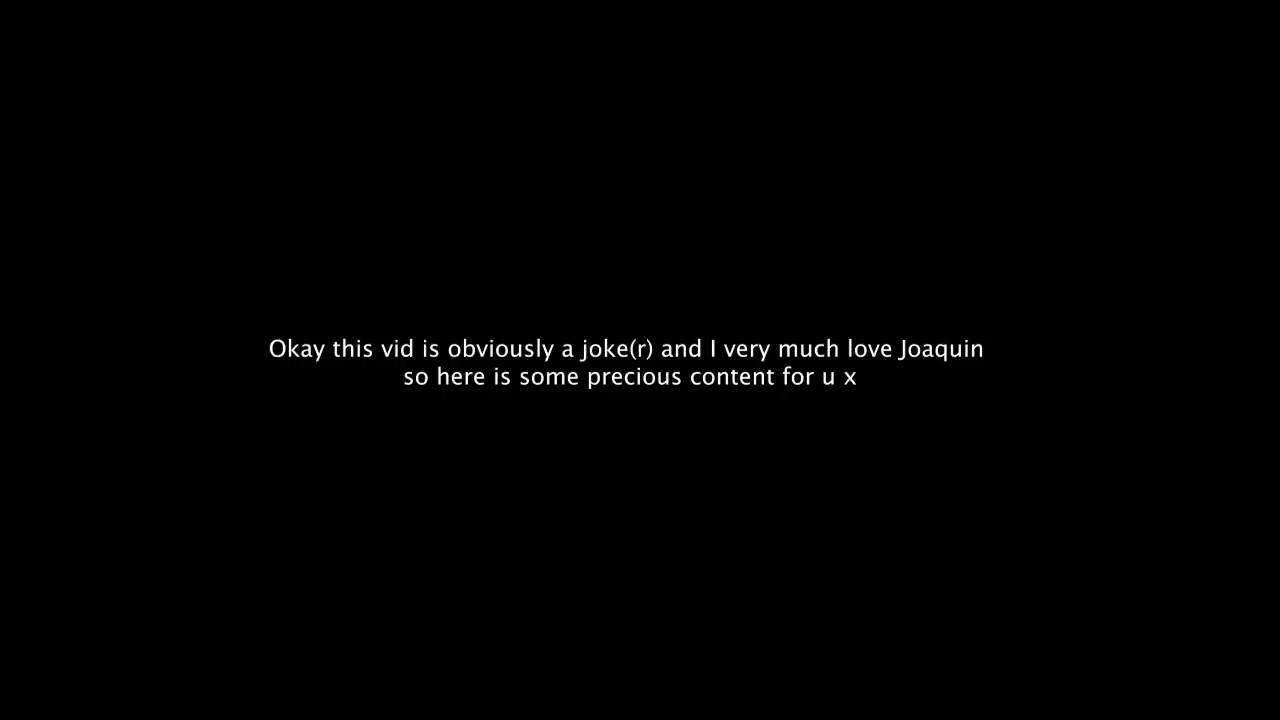 Okay this vid is obviously a joke(r) and I very much love Joaquin
so here is some precious content for u x